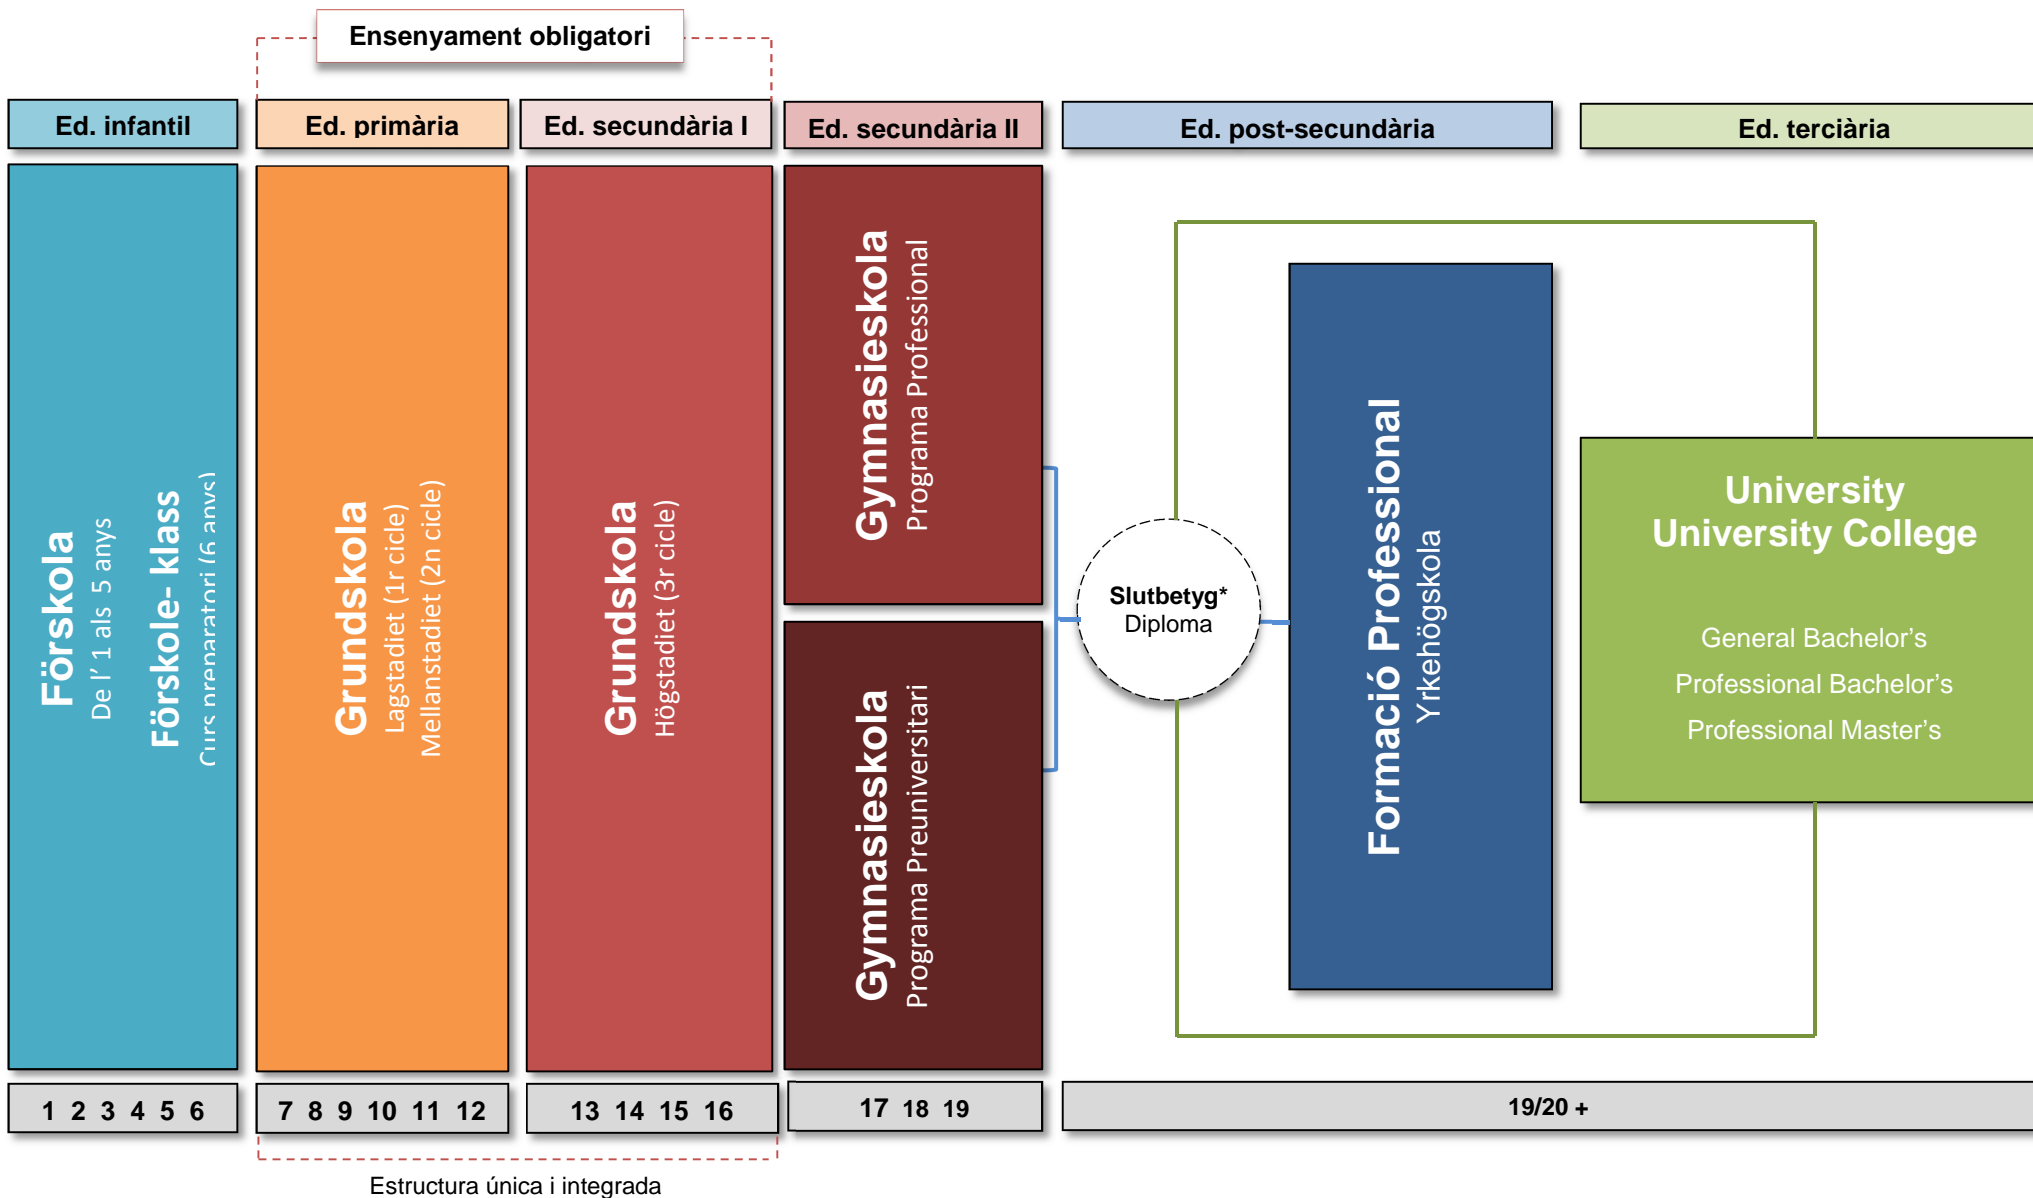 Ensenyament obligatori
Ed. infantil
Ed. primària
Ed. secundària I
Ed. secundària II
Ed. post-secundària
Ed. terciària
Förskola
De l’ 1 als 5 anys
Förskole- klass
Curs preparatori (6 anys)
Grundskola
Lagstadiet (1r cicle)
Mellanstadiet (2n cicle)
Grundskola
Högstadiet (3r cicle)
Gymnasieskola
Programa Professional
Gymnasieskola
Programa Preuniversitari
Slutbetyg*
Diploma
Formació Professional
Yrkehögskola
University
University College
General Bachelor’s
Professional Bachelor’s
Professional Master’s
1 2 3 4 5 6
7 8 9 10 11 12
13 14 15 16
17 18 19
19/20 +
Estructura única i integrada